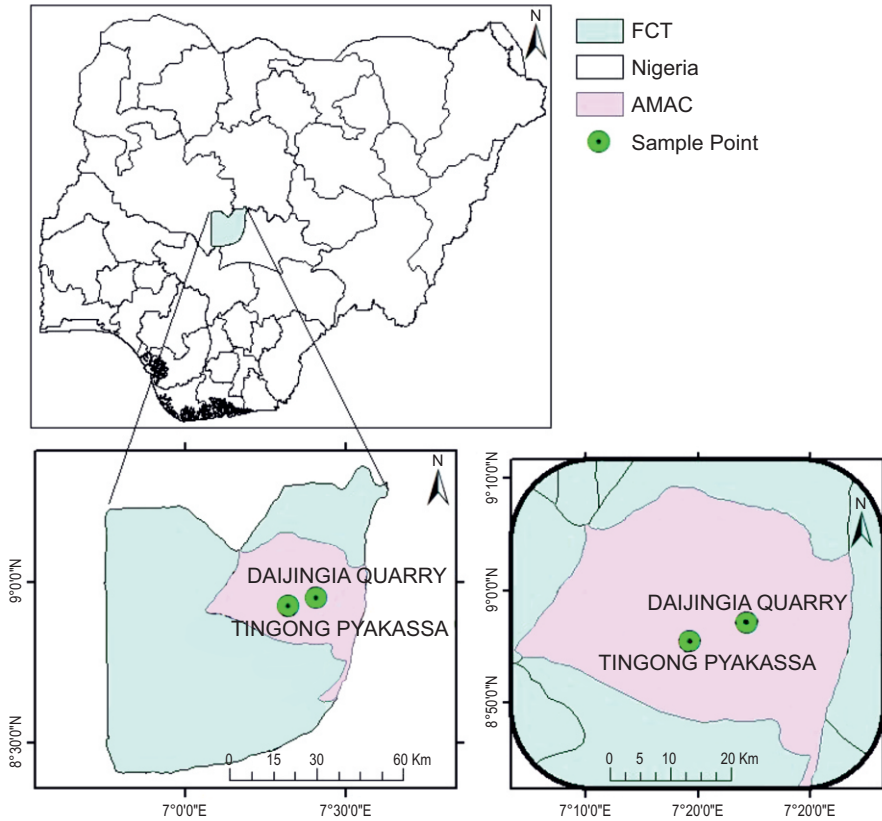 N
FCT
Nigeria
AMAC
Sample Point
N
9°0'0"N
8°30'0"N
DAIJINGIA QUARRY
TINGONG PYAKASSA
0 15 30 60 Km
7°0'0"E 7°30'0"E
N
9°10'0"N
9°0'0"N
8°50'0"N
DAIJINGIA QUARRY
TINGONG PYAKASSA
0 5 10 20 Km
7°10'0"E 7°20'0"E 7°20'0"E